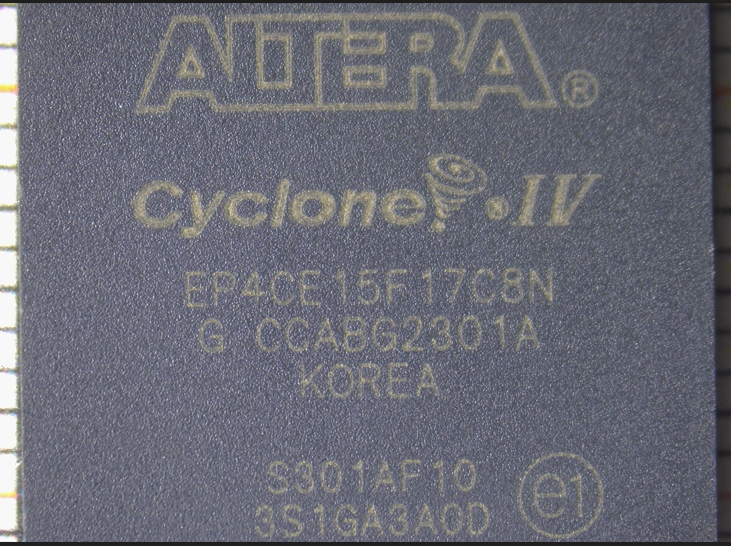 ALTERA®
Cyclone® IV
EP4CE15F17C8N
G CCABG2301A
KOREA
S301AF10
3S1GA3A0D
e1